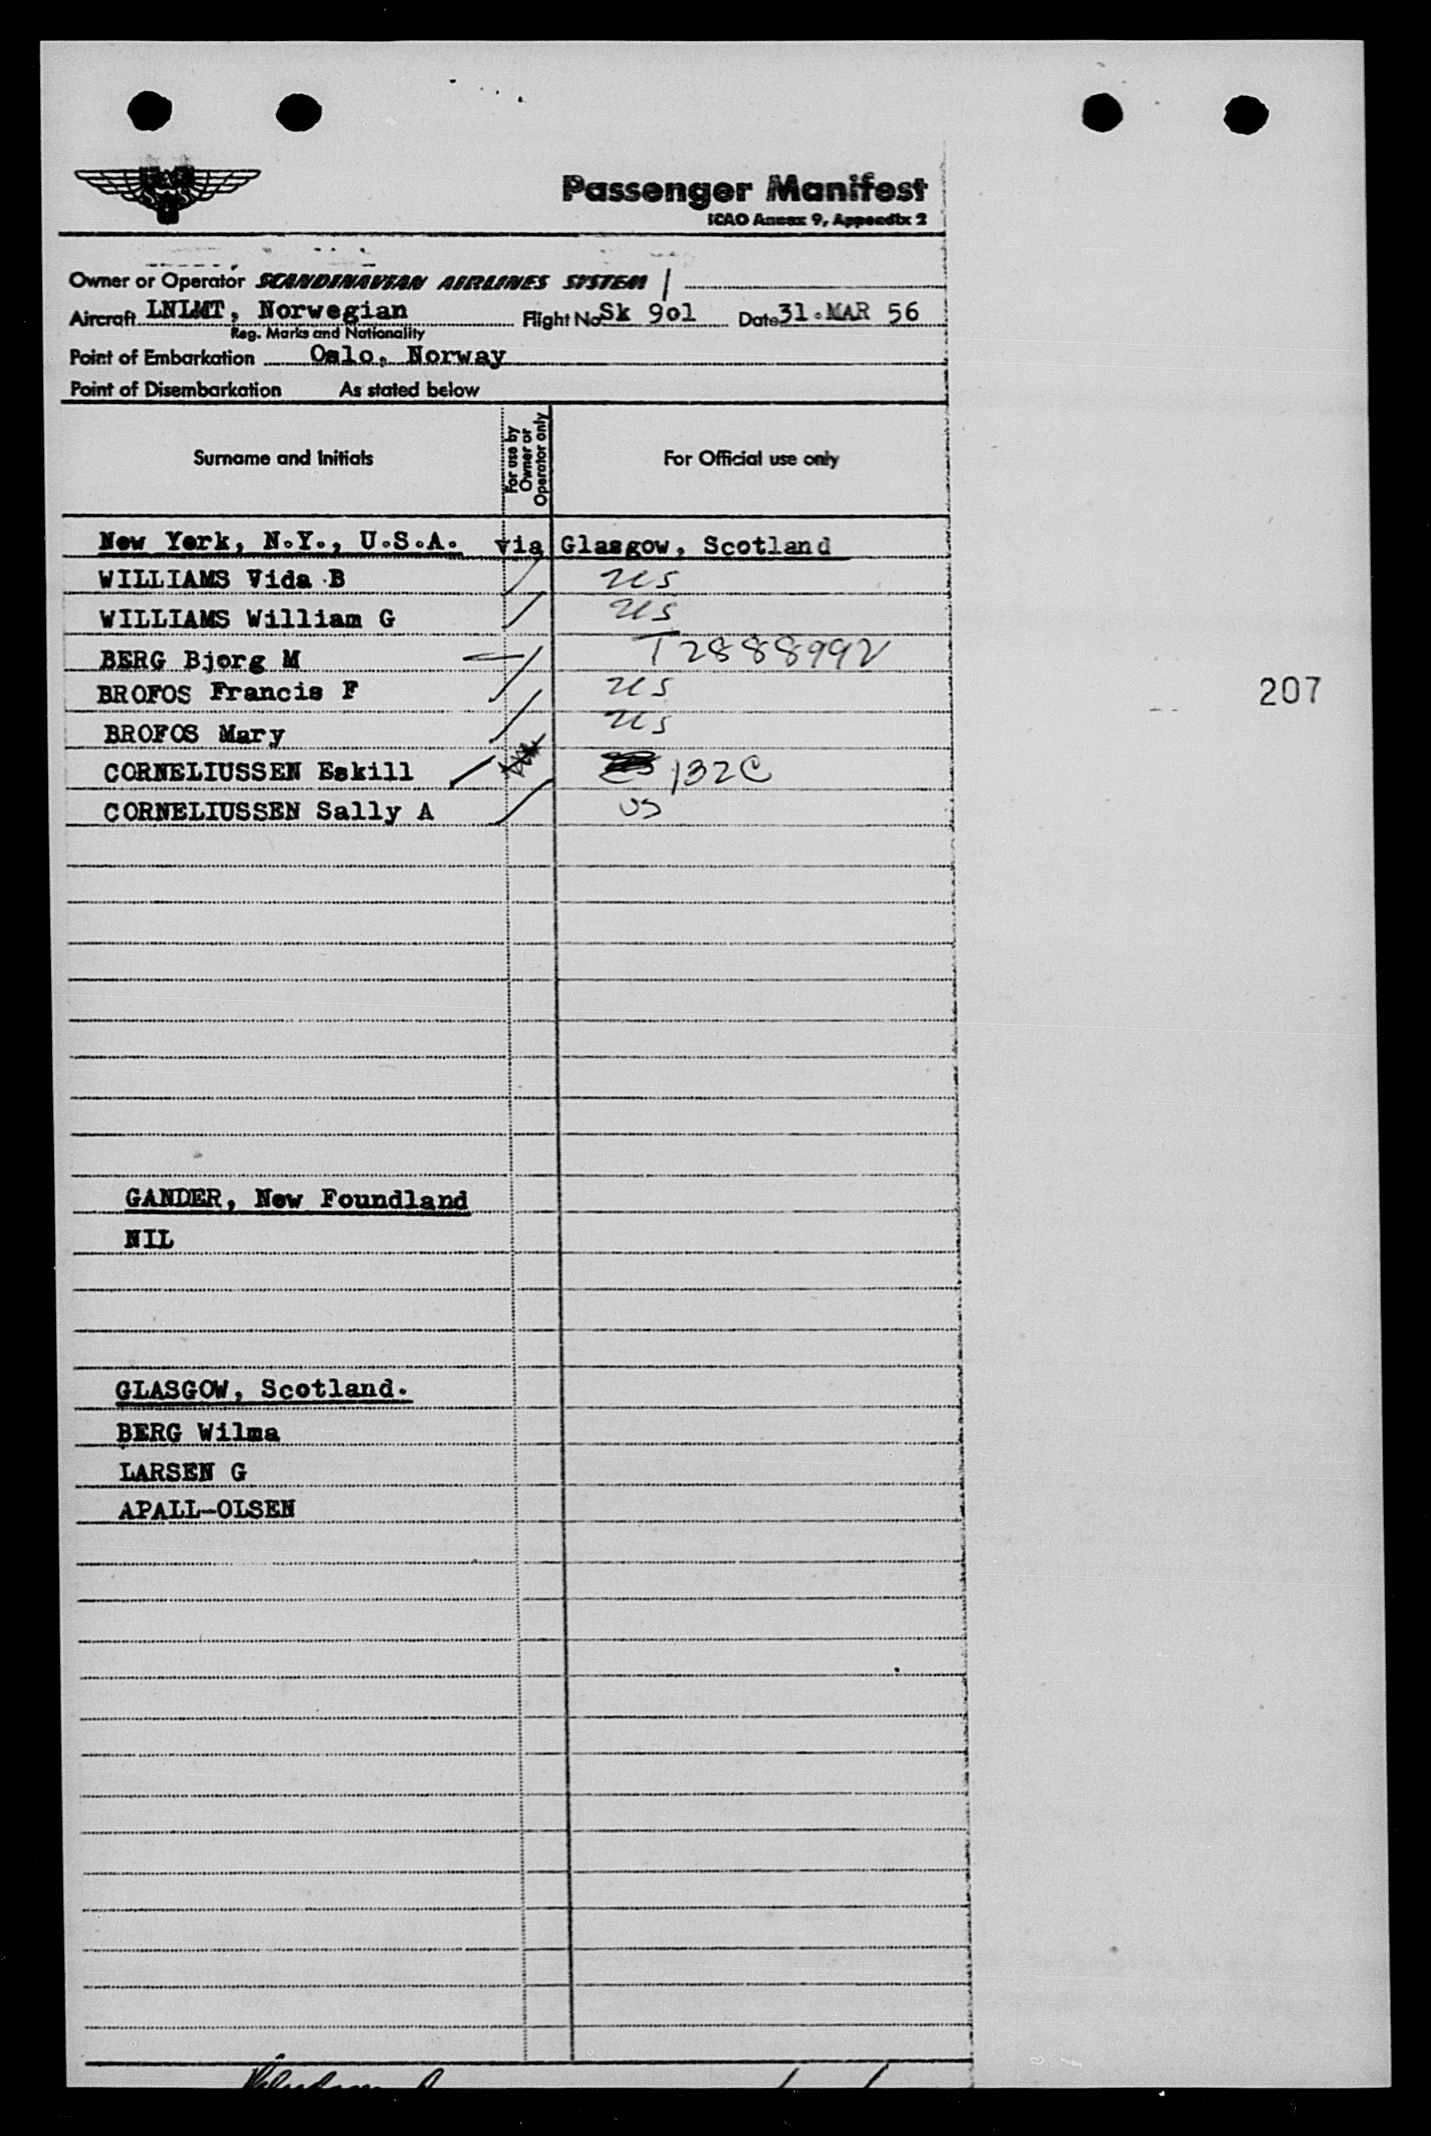 Passenger Manifest
ICAO Annex 9, Appendix 2
Owner or Operator SCANDINAVIAN AIRLINES SYSTEM
Aircraft LNLMT, Norwegian Flight No Sk 9o1 Date 31.MAR 56
Reg. Marks and Nationality
Point of Embarkation Oslo, Norway
Point of Disembarkation As stated below
Surname and Initials For use by Owner or Operator only For Official use only
New York, N.Y., U.S.A. via Glasgow, Scotland
WILLIAMS Vida B US
WILLIAMS William G US
BERG Bjorg M T2888992
BROFOS Francis F US
207
BROFOS Mary US
CORNELIUSSEN Eskill 132C
CORNELIUSSEN Sally A US
GANDER, New Foundland
NIL
GLASGOW, Scotland.
BERG Wilma
LARSEN G
APALL-OLSEN